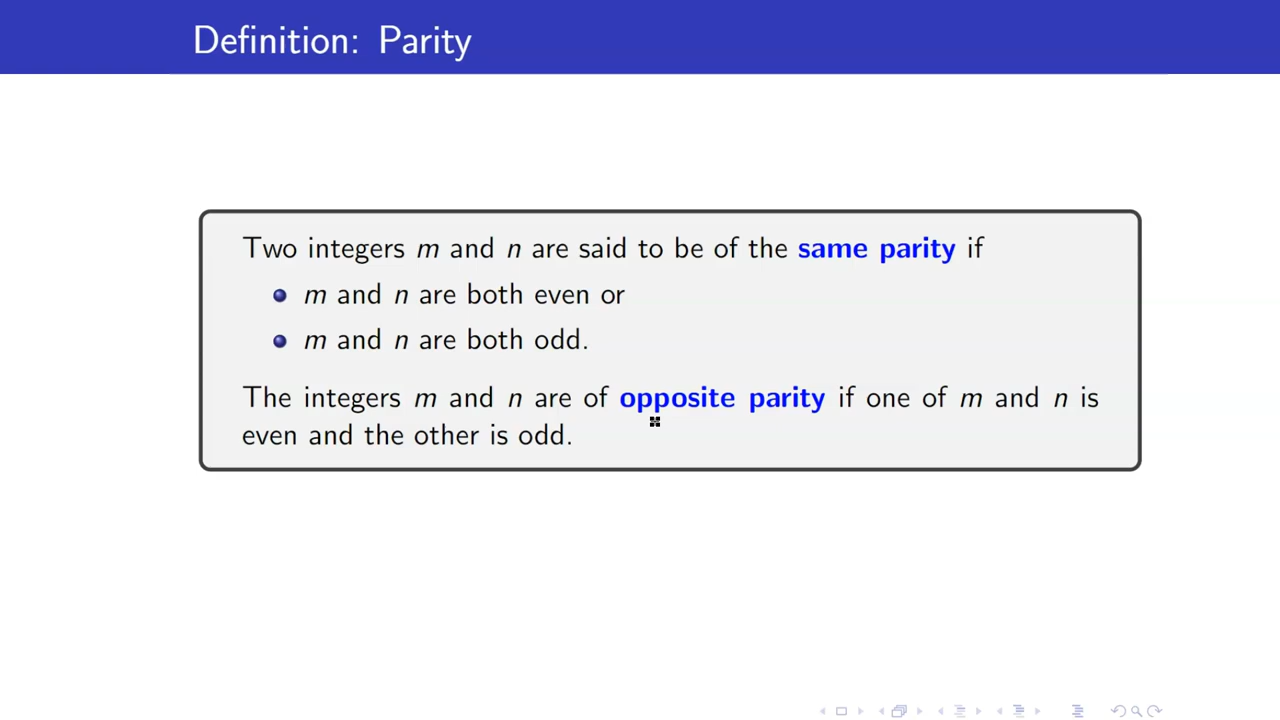 Definition: Parity
Two integers m and n are said to be of the same parity if
m and n are both even or
m and n are both odd.
The integers m and n are of opposite parity if one of m and n is
even and the other is odd.